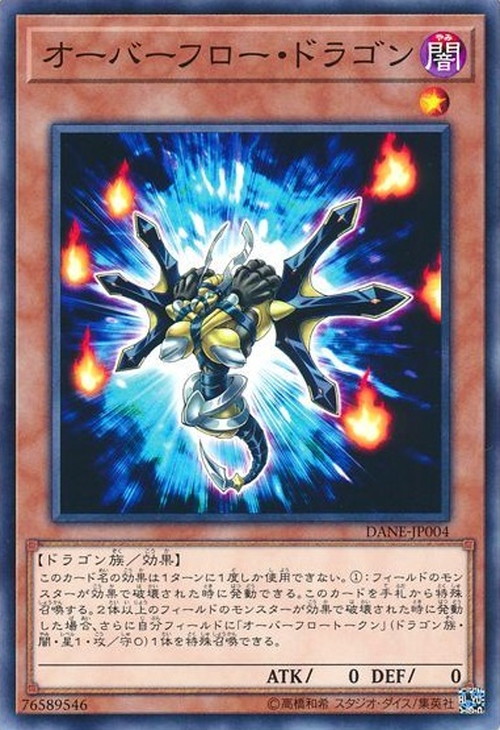 オーバーフロー・ドラゴン
闇
DANE-JP004
【ドラゴン族/効果】
このカード名の効果は1ターンに1度しか使用できない。①:フィールドのモン
スターが効果で破壊された時に発動できる。このカードを手札から特殊
召喚する。2体以上のフィールドのモンスターが効果で破壊された時に発動
した場合、さらに自分フィールドに「オーバーフロートークン」(ドラゴン族・
闇・星1・攻/守0)1体を特殊召喚できる。
ATK/ 0 DEF/ 0
76589546 ©高橋和希 スタジオ・ダイス/集英社